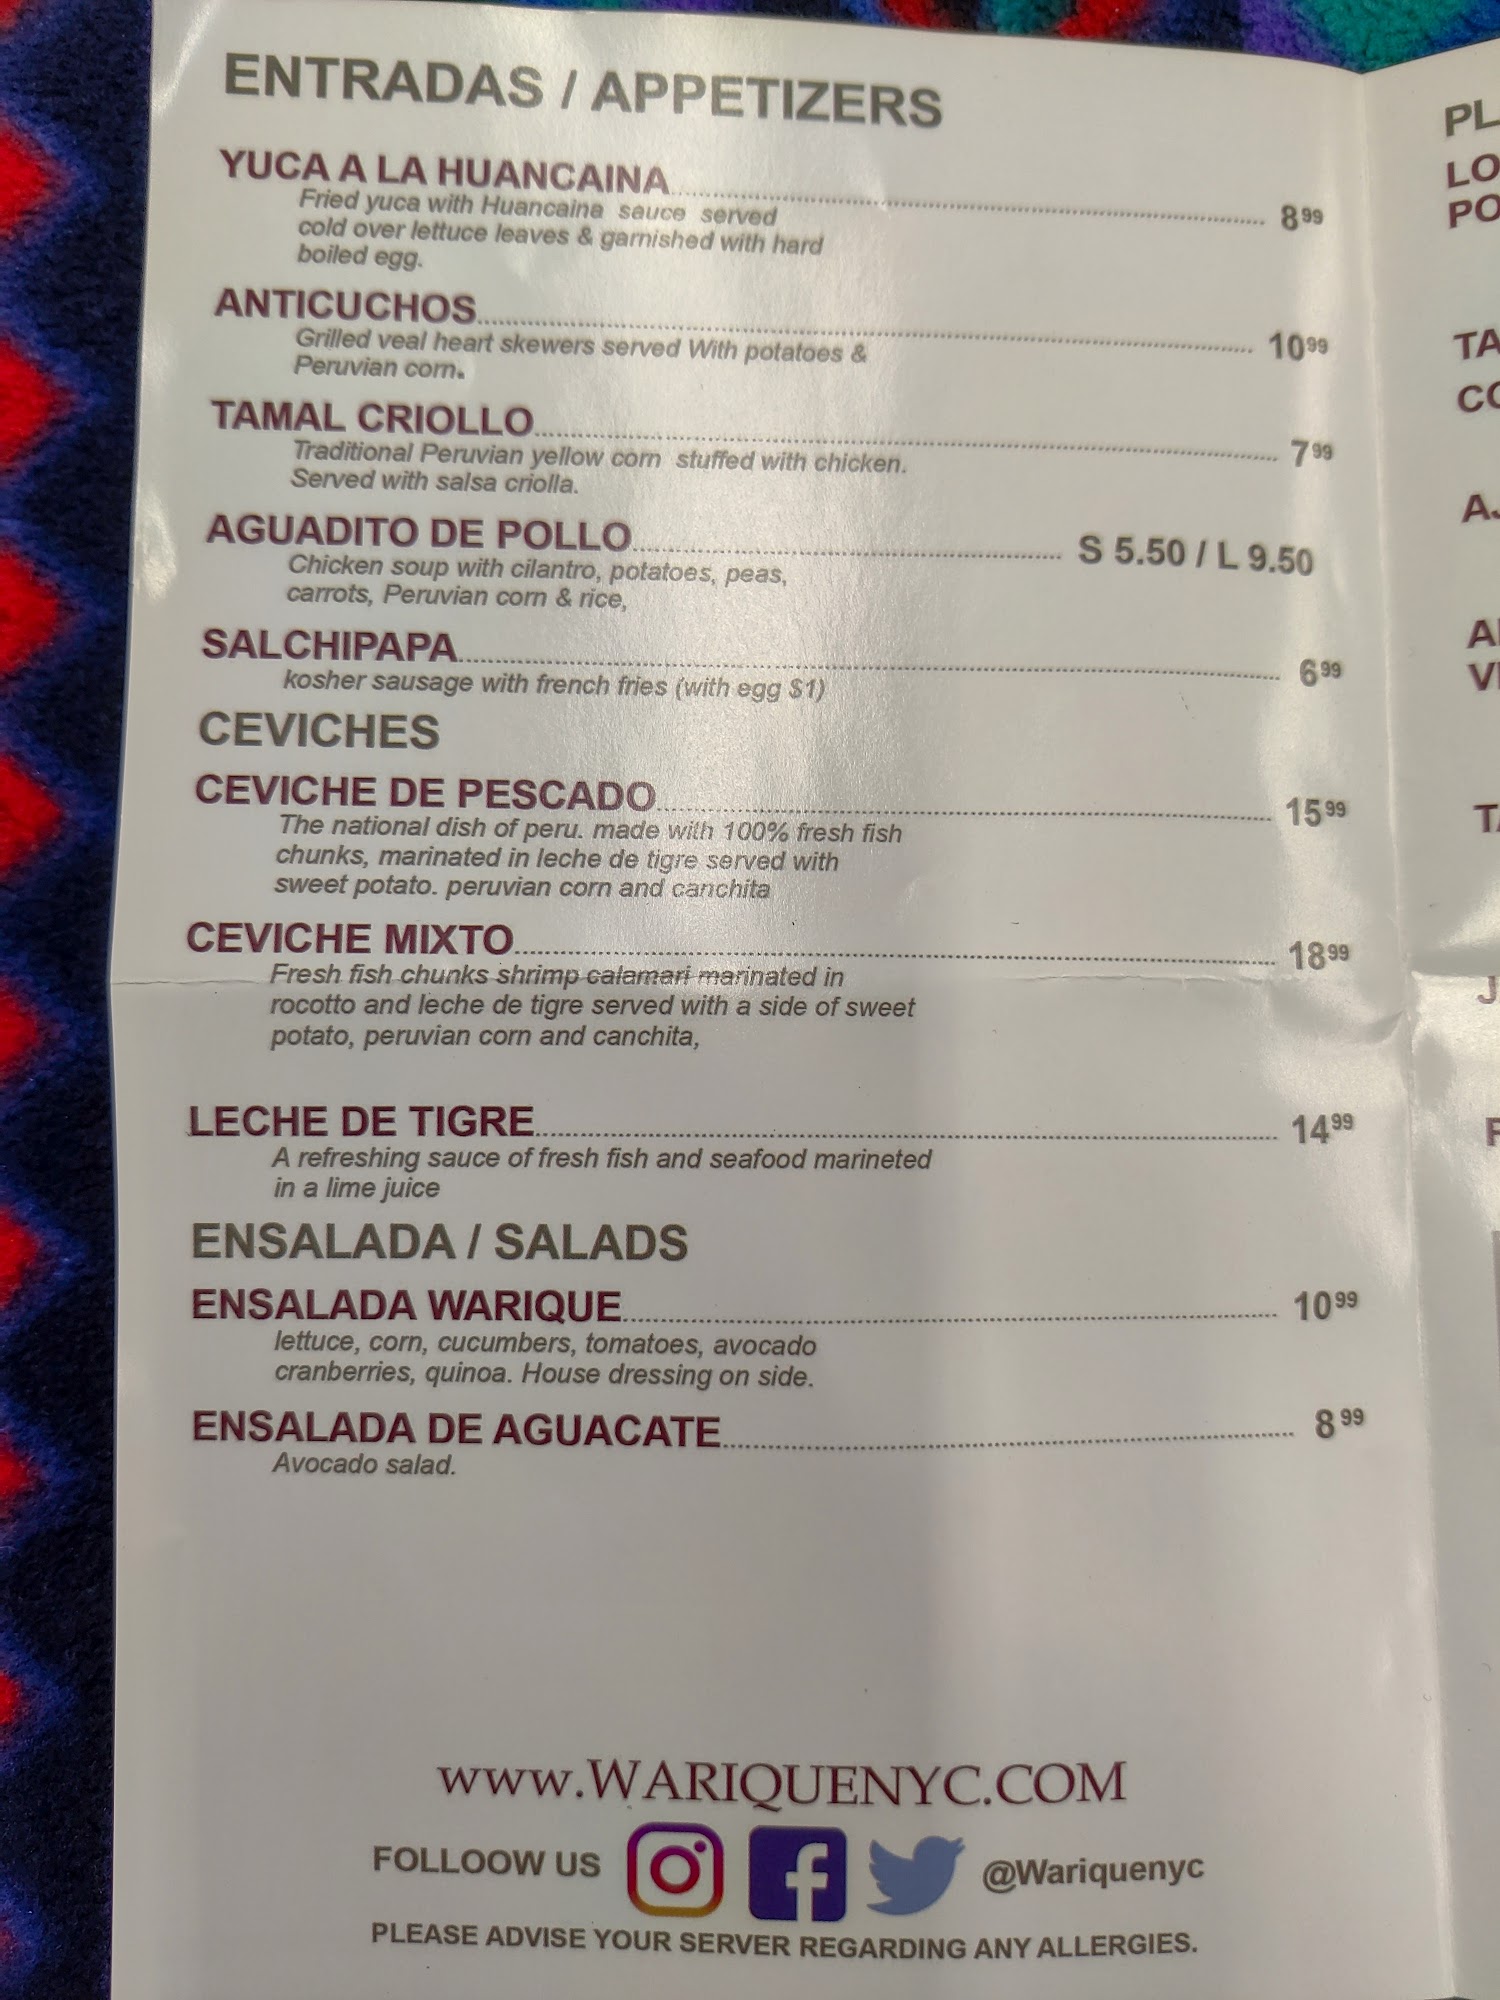 ENTRADAS / APPETIZERS
YUCA A LA HUANCAINA 8 99
Fried yuca with Huancaina sauce served
cold over lettuce leaves & garnished with hard
boiled egg.
ANTICUCHOS 10 99
Grilled veal heart skewers served With potatoes &
Peruvian corn.
TAMAL CRIOLLO 7 99
Traditional Peruvian yellow corn stuffed with chicken.
Served with salsa criolla.
AGUADITO DE POLLO S 5.50 / L 9.50
Chicken soup with cilantro, potatoes, peas,
carrots, Peruvian corn & rice,
SALCHIPAPA 6 99
kosher sausage with french fries (with egg $1)
CEVICHES
CEVICHE DE PESCADO 15 99
The national dish of peru. made with 100% fresh fish
chunks, marinated in leche de tigre served with
sweet potato. peruvian corn and canchita
CEVICHE MIXTO 18 99
Fresh fish chunks shrimp calamari marinated in
rocotto and leche de tigre served with a side of sweet
potato, peruvian corn and canchita,
LECHE DE TIGRE 14 99
A refreshing sauce of fresh fish and seafood marineted
in a lime juice
ENSALADA / SALADS
ENSALADA WARIQUE 10 99
lettuce, corn, cucumbers, tomatoes, avocado
cranberries, quinoa. House dressing on side.
ENSALADA DE AGUACATE 8 99
Avocado salad.
www.WARIQUENYC.COM
FOLLOOW US @Wariquenyc
PLEASE ADVISE YOUR SERVER REGARDING ANY ALLERGIES.